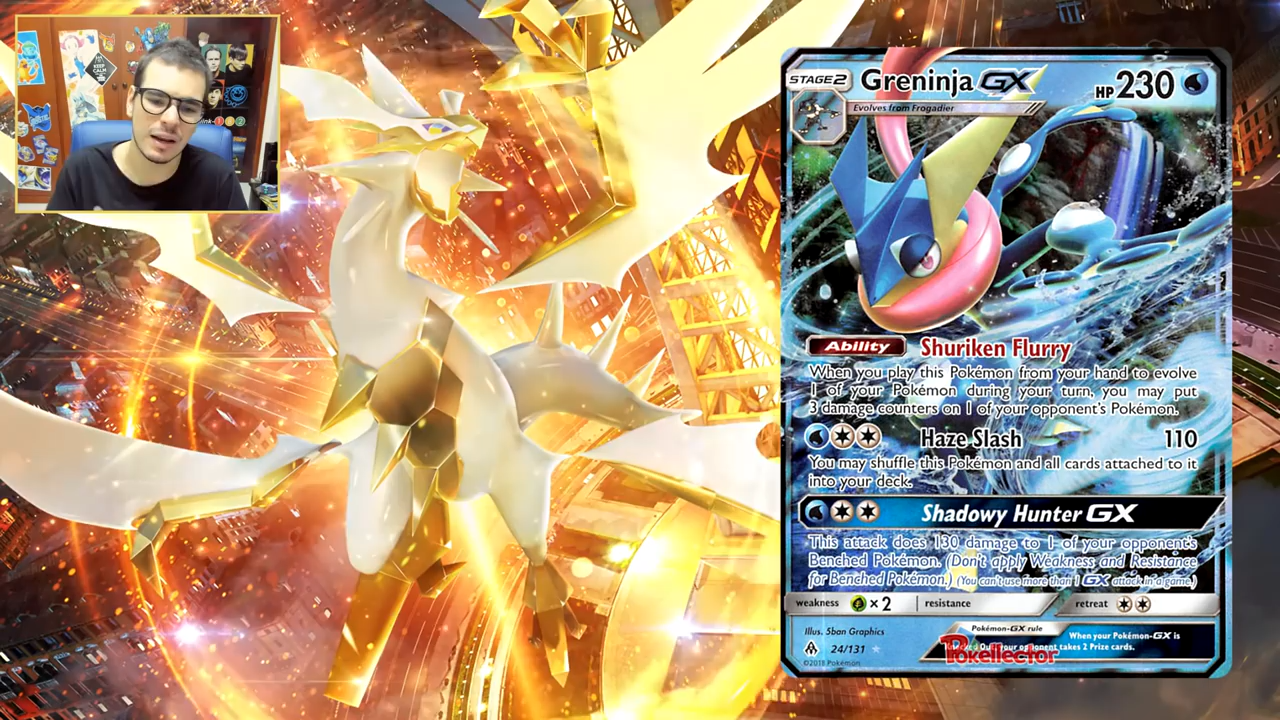 KEEP CALM
STAGE2 Greninja GX HP 230
Evolves from Frogadier
Ability Shuriken Flurry
When you play this Pokémon from your hand to evolve
1 of your Pokémon during your turn, you may put
3 damage counters on 1 of your opponent's Pokémon.
Haze Slash 110
You may shuffle this Pokémon and all cards attached to it
into your deck.
Shadowy Hunter GX
This attack does 130 damage to 1 of your opponent's
Benched Pokémon. (Don't apply Weakness and Resistance
for Benched Pokémon.) (You can't use more than 1 GX attack in a game.)
weakness ×2 resistance retreat
Illus. 5ban Graphics
24/131
©2018 Pokémon
Pokémon-GX rule
When your Pokémon-GX is
Knocked Out, your opponent takes 2 Prize cards.
Pokellector